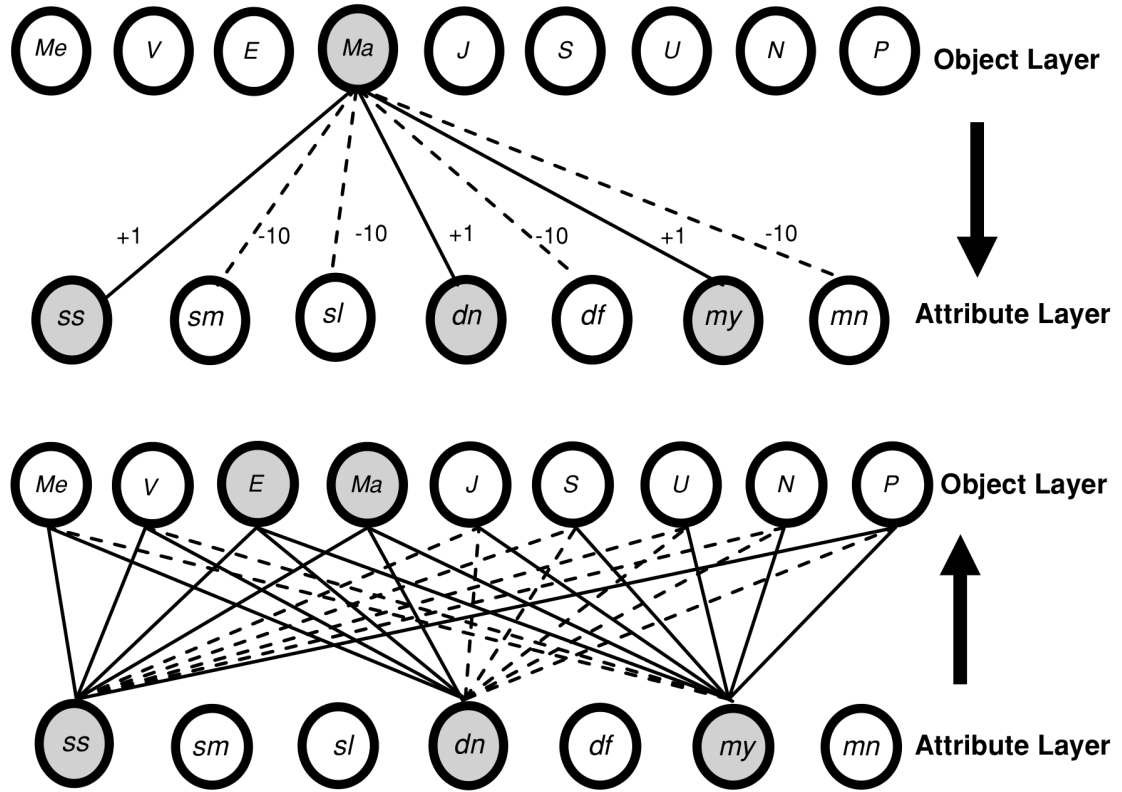 Me V E Ma J S U N P Object Layer
+1 -10 -10 +1 -10 +1 -10
ss sm sl dn df my mn Attribute Layer
Me V E Ma J S U N P Object Layer
ss sm sl dn df my mn Attribute Layer